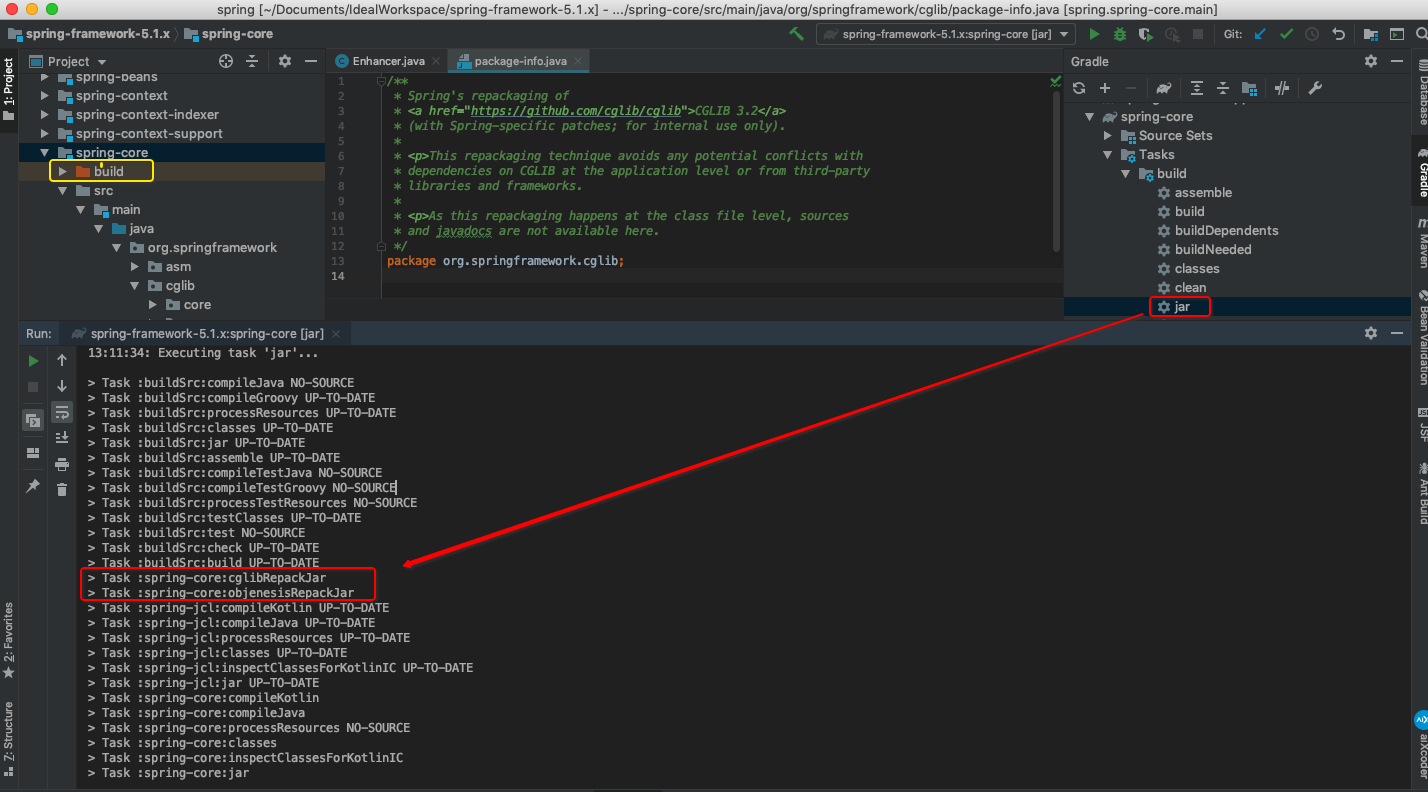 spring [~/Documents/IdealWorkspace/spring-framework-5.1.x] - .../spring-core/src/main/java/org/springframework/cglib/package-info.java [spring.spring-core.main]
spring-framework-5.1.x
spring-core
spring-framework-5.1.x:spring-core [jar]
Git:
1: Project
Project
spring-beans
spring-context
spring-context-indexer
spring-context-support
spring-core
build
src
main
java
org.springframework
asm
cglib
core
Enhancer.java
package-info.java
1 /**
2 * Spring's repackaging of
3 * <a href="https://github.com/cglib/cglib">CGLIB 3.2</a>
4 * (with Spring-specific patches; for internal use only).
5 *
6 * <p>This repackaging technique avoids any potential conflicts with
7 * dependencies on CGLIB at the application level or from third-party
8 * libraries and frameworks.
9 *
10 * <p>As this repackaging happens at the class file level, sources
11 * and javadocs are not available here.
12 */
13 package org.springframework.cglib;
14
Gradle
spring-core
Source Sets
Tasks
build
assemble
build
buildDependents
buildNeeded
classes
clean
jar
Database
Gradle
Maven
Bean Validation
JSF
Ant Build
aiXcoder
Run:
spring-framework-5.1.x:spring-core [jar]
13:11:34: Executing task 'jar'...
> Task :buildSrc:compileJava NO-SOURCE
> Task :buildSrc:compileGroovy UP-TO-DATE
> Task :buildSrc:processResources UP-TO-DATE
> Task :buildSrc:classes UP-TO-DATE
> Task :buildSrc:jar UP-TO-DATE
> Task :buildSrc:assemble UP-TO-DATE
> Task :buildSrc:compileTestJava NO-SOURCE
> Task :buildSrc:compileTestGroovy NO-SOURCE
> Task :buildSrc:processTestResources NO-SOURCE
> Task :buildSrc:testClasses UP-TO-DATE
> Task :buildSrc:test NO-SOURCE
> Task :buildSrc:check UP-TO-DATE
> Task :buildSrc:build UP-TO-DATE
> Task :spring-core:cglibRepackJar
> Task :spring-core:objenesisRepackJar
> Task :spring-jcl:compileKotlin UP-TO-DATE
> Task :spring-jcl:compileJava UP-TO-DATE
> Task :spring-jcl:processResources UP-TO-DATE
> Task :spring-jcl:classes UP-TO-DATE
> Task :spring-jcl:inspectClassesForKotlinIC UP-TO-DATE
> Task :spring-jcl:jar UP-TO-DATE
> Task :spring-core:compileKotlin
> Task :spring-core:compileJava
> Task :spring-core:processResources NO-SOURCE
> Task :spring-core:classes
> Task :spring-core:inspectClassesForKotlinIC
> Task :spring-core:jar
2: Favorites
7: Structure